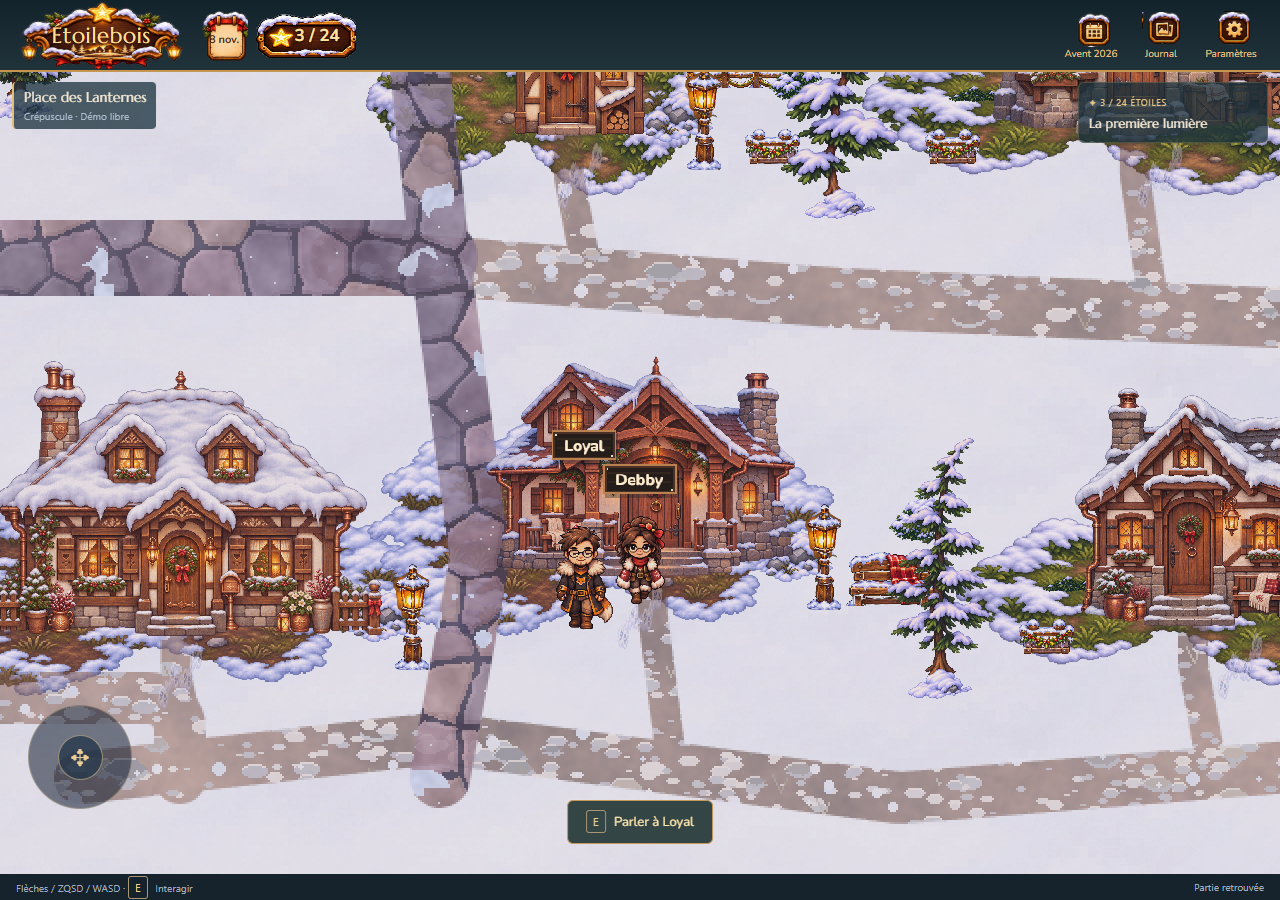 Etoilebois
8 nov.
3 / 24
Avent 2026
Journal
Paramètres
Place des Lanternes
Crépuscule · Démo libre
✦ 3 / 24 ÉTOILES
La première lumière
Loyal
Debby
E Parler à Loyal
Flèches / ZQSD / WASD · E Interagir
Partie retrouvée